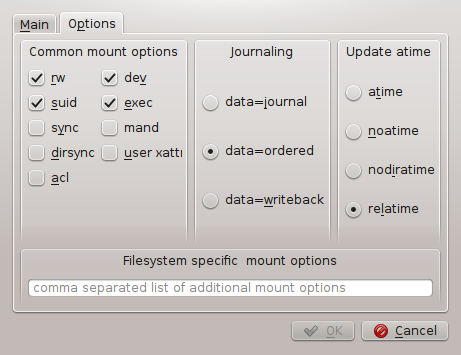 Main Options
Common mount options Journaling Update atime
rw dev
suid exec
sync mand
dirsync user xattr
acl
data=journal
data=ordered
data=writeback
atime
noatime
nodiratime
relatime
Filesystem specific mount options
comma separated list of additional mount options
OK Cancel